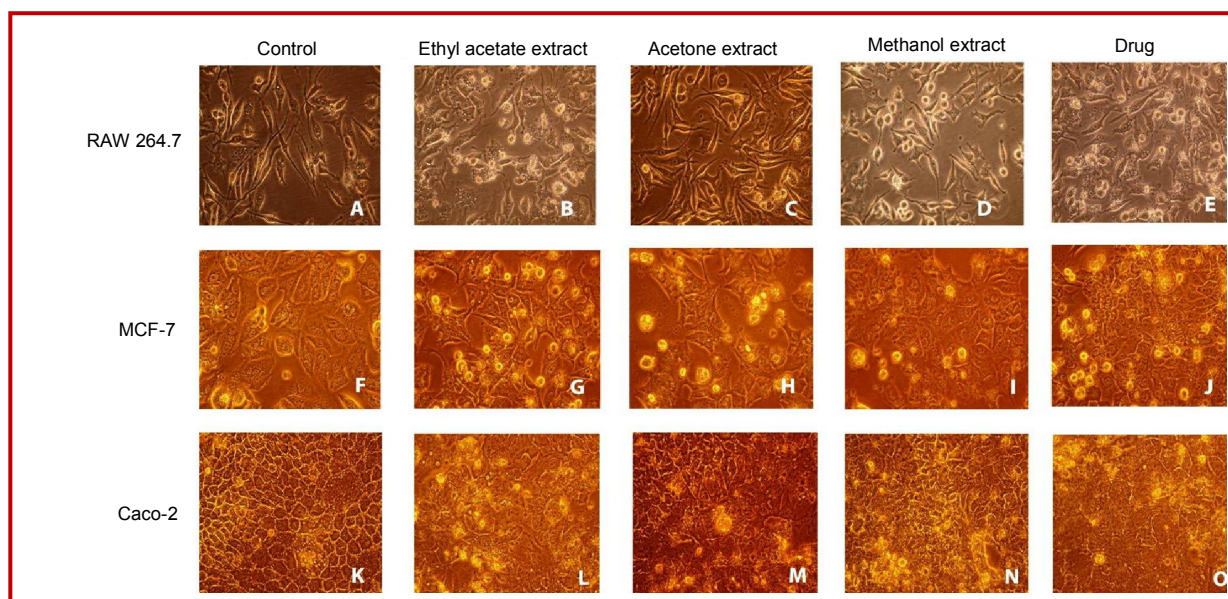 Control Ethyl acetate extract Acetone extract Methanol extract Drug
RAW 264.7
A B C D E
MCF-7
F G H I J
Caco-2
K L M N O